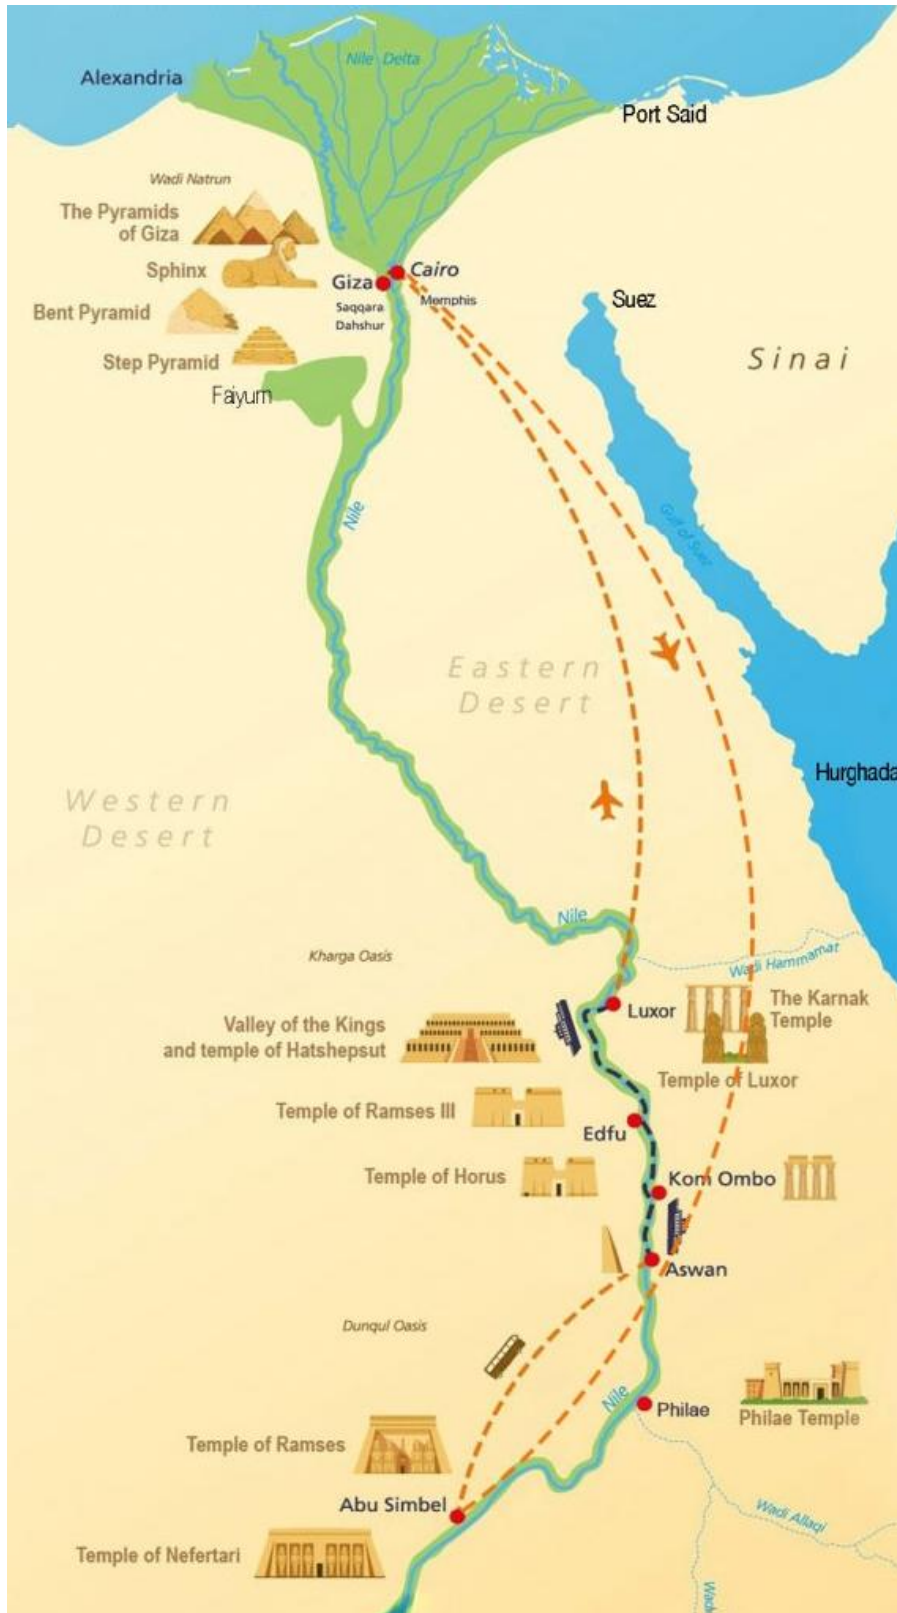 Nile Delta
Alexandria
Port Said
Wadi Natrun
The Pyramids
of Giza
Sphinx
Cairo
Giza
Bent Pyramid
Saqqara
Memphis
Dahshur
Suez
Step Pyramid
Sinai
Faiyum
Nile
Gulf of Suez
Eastern
Desert
Hurghada
Western
Desert
Nile
Kharga Oasis
Wadi Hammamat
Valley of the Kings
and temple of Hatshepsut
Luxor
The Karnak
Temple
Temple of Luxor
Temple of Ramses III
Edfu
Temple of Horus
Kom Ombo
Aswan
Dunqul Oasis
Nile
Philae
Philae Temple
Temple of Ramses
Abu Simbel
Wadi Allaqi
Temple of Nefertari
Wadi